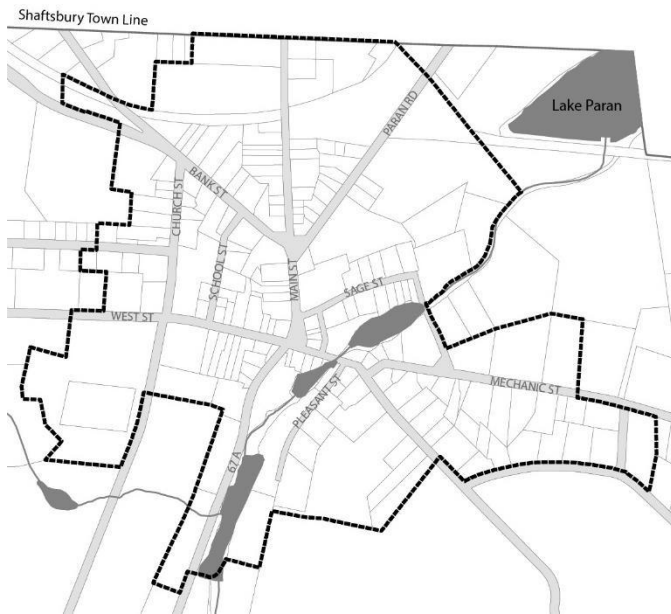 Shaftsbury Town Line
Lake Paran
PARAN RD
BANK ST
CHURCH ST
SCHOOL ST
MAIN ST
SAGE ST
WEST ST
MECHANIC ST
PLEASANT ST
67 A